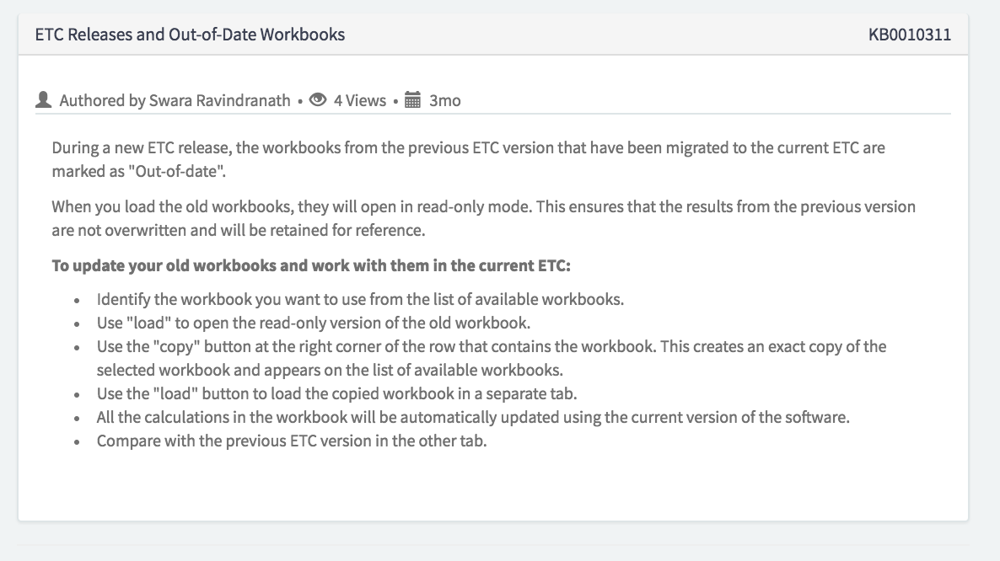 ETC Releases and Out-of-Date Workbooks KB0010311
Authored by Swara Ravindranath • 4 Views • 3mo
During a new ETC release, the workbooks from the previous ETC version that have been migrated to the current ETC are
marked as "Out-of-date".
When you load the old workbooks, they will open in read-only mode. This ensures that the results from the previous version
are not overwritten and will be retained for reference.
To update your old workbooks and work with them in the current ETC:
• Identify the workbook you want to use from the list of available workbooks.
• Use "load" to open the read-only version of the old workbook.
• Use the "copy" button at the right corner of the row that contains the workbook. This creates an exact copy of the
selected workbook and appears on the list of available workbooks.
• Use the "load" button to load the copied workbook in a separate tab.
• All the calculations in the workbook will be automatically updated using the current version of the software.
• Compare with the previous ETC version in the other tab.